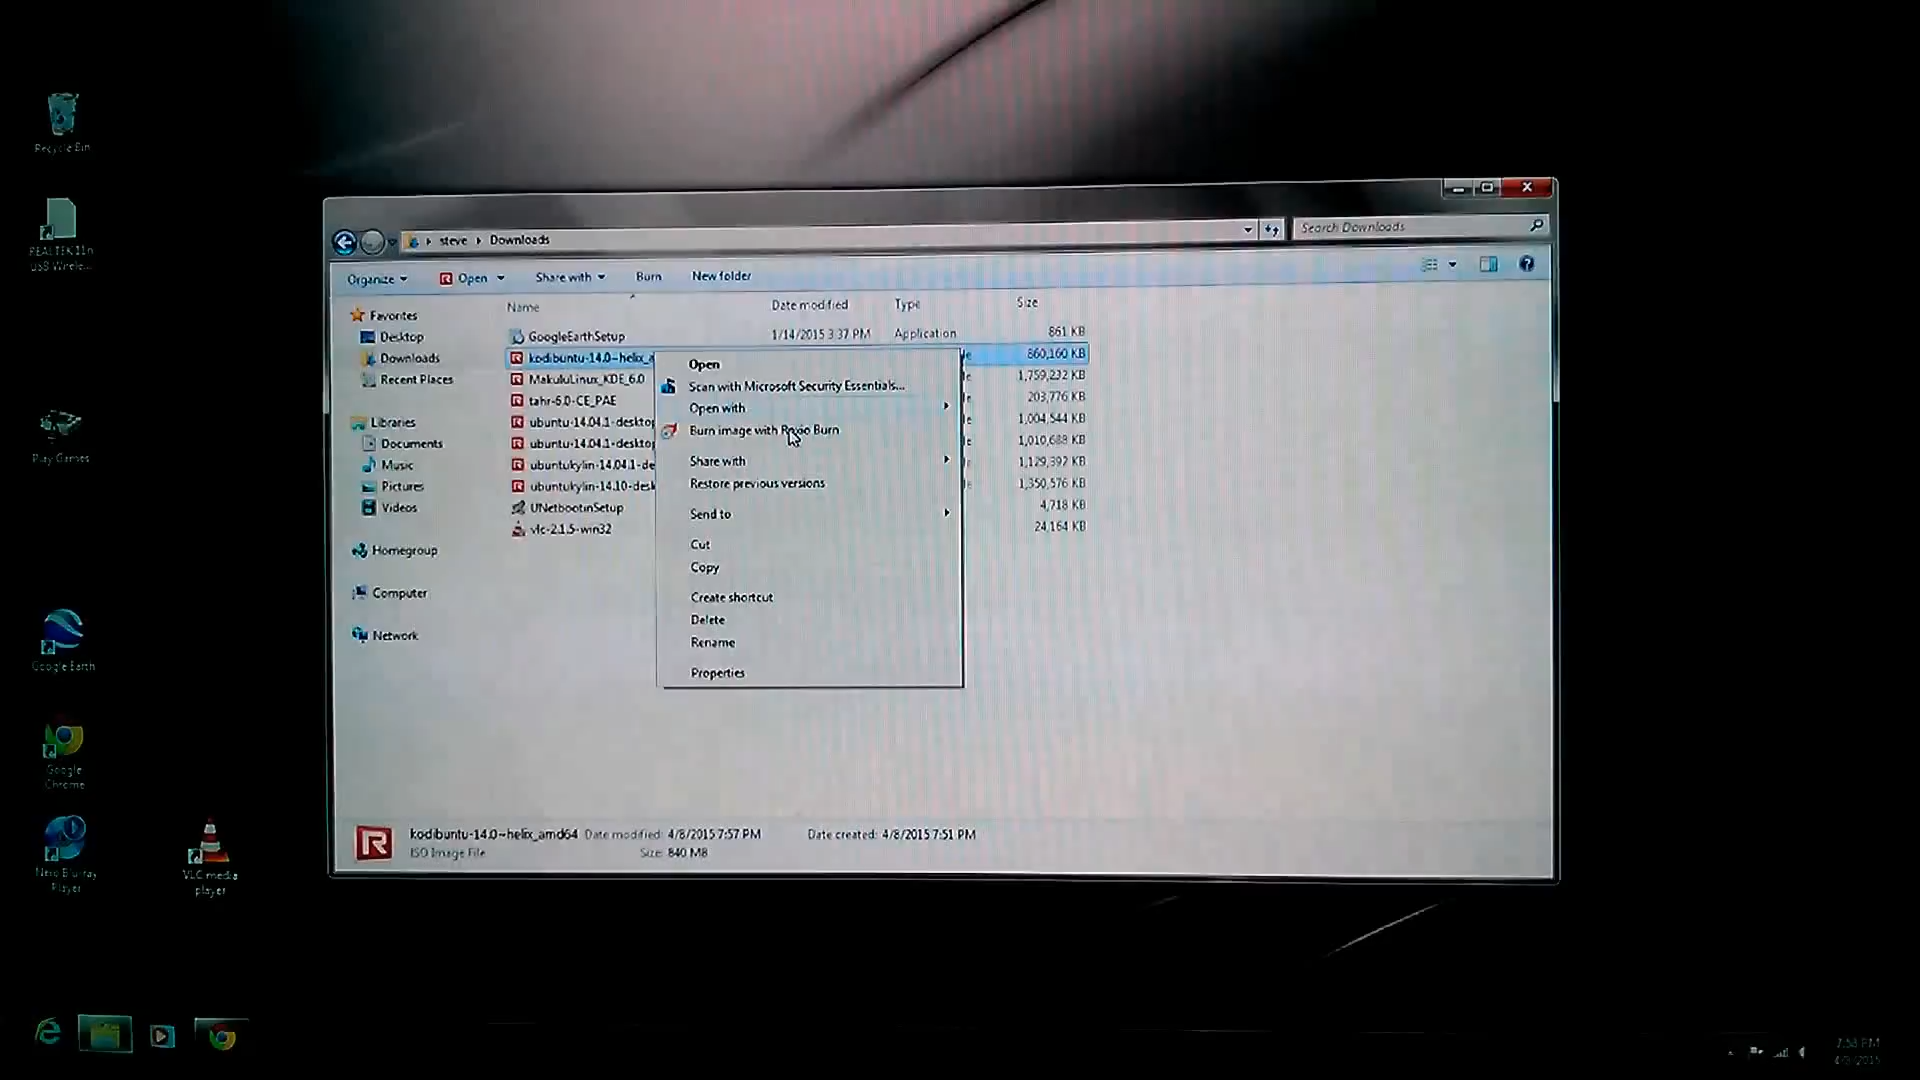 Recycle Bin
REALTEK 11n
USB Wirele...
Play Games
Google Earth
Google
Chrome
Nero Blu-ray
Player
VLC media
player
steve
Downloads
Search Downloads
Organize
Open
Share with
Burn
New folder
Name
Date modified
Type
Size
Favorites
Desktop
Downloads
Recent Places
Libraries
Documents
Music
Pictures
Videos
Homegroup
Computer
Network
GoogleEarthSetup 1/14/2015 3:37 PM Application 861 KB
kodibuntu-14.0~helix_a 860,160 KB
MakuluLinux_KDE_6.0 1,759,232 KB
tahr-6.0-CE_PAE 203,776 KB
ubuntu-14.04.1-desktop 1,004,544 KB
ubuntu-14.04.1-desktop 1,010,688 KB
ubuntukylin-14.04.1-de 1,129,392 KB
ubuntukylin-14.10-desk 1,350,576 KB
UNetbootinSetup 4,718 KB
vlc-2.1.5-win32 24,164 KB
Open
Scan with Microsoft Security Essentials...
Open with
Burn image with Roxio Burn
Share with
Restore previous versions
Send to
Cut
Copy
Create shortcut
Delete
Rename
Properties
kodibuntu-14.0~helix_amd64 Date modified: 4/8/2015 7:57 PM Date created: 4/8/2015 7:51 PM
ISO Image File Size: 840 MB
7:58 PM
4/8/2015